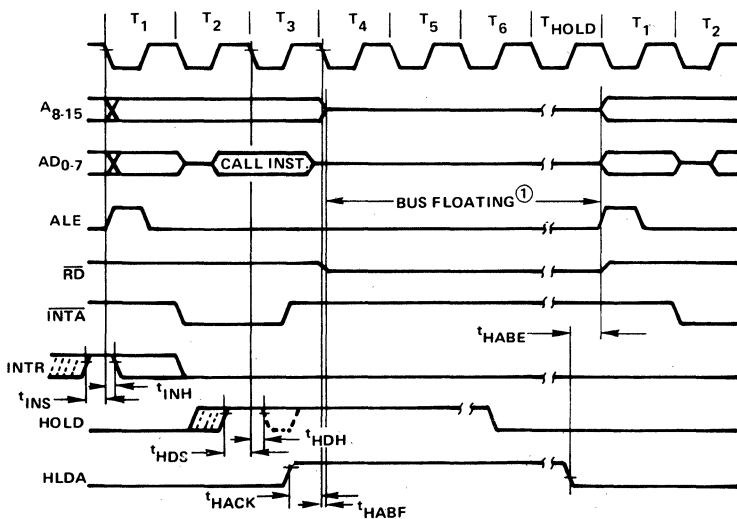 T1 T2 T3 T4 T5 T6 THOLD T1 T2
A8-15
AD0-7 CALL INST.
BUS FLOATING①
ALE
RD
INTA
tHABE
INTR
tINS tINH
HOLD
tHDS tHDH
HLDA
tHACK tHABF